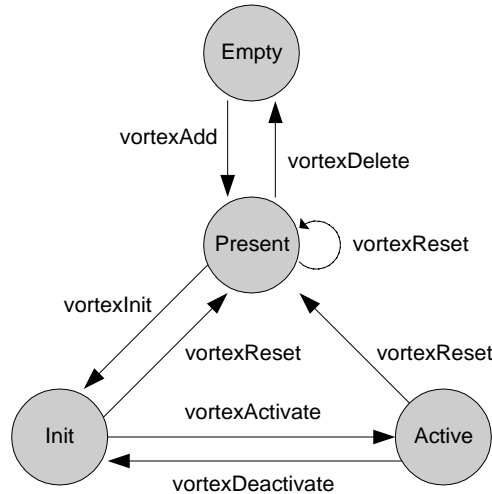 Empty
vortexAdd
vortexDelete
Present
vortexReset
vortexInit
vortexReset
vortexReset
vortexActivate
Init
Active
vortexDeactivate